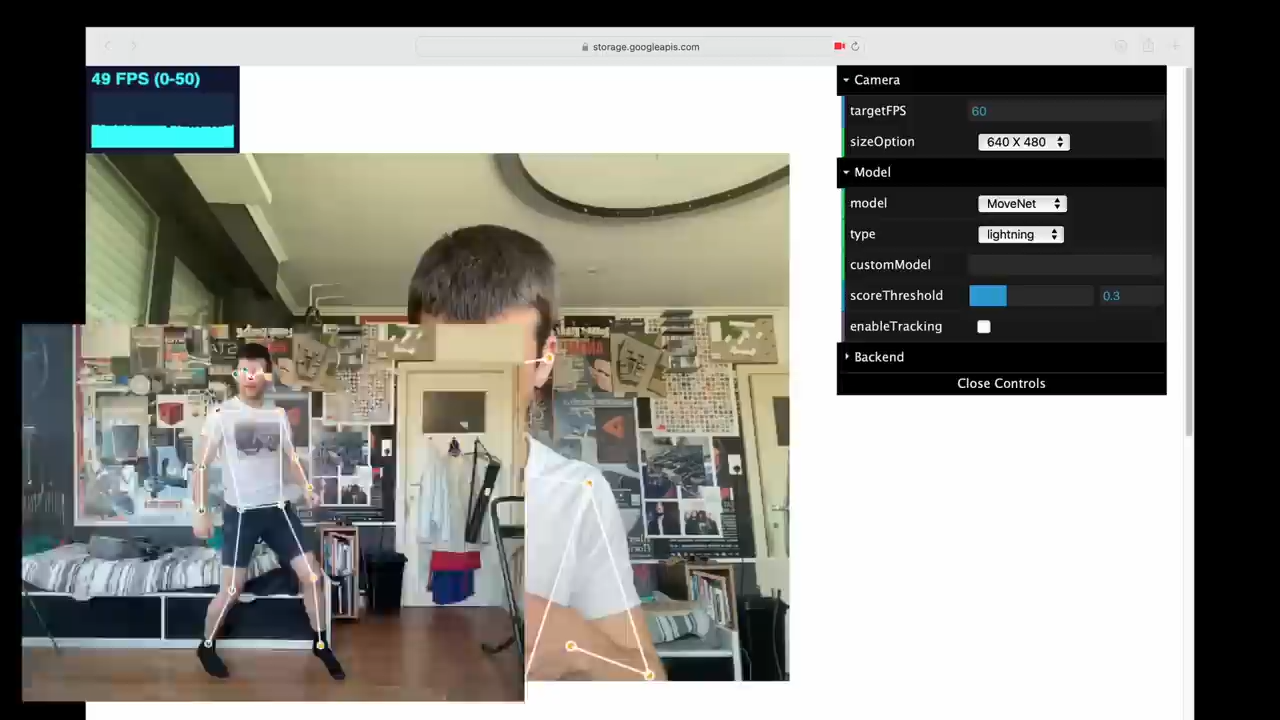 storage.googleapis.com
49 FPS (0-50)
Camera
targetFPS 60
sizeOption 640 X 480
Model
model MoveNet
type lightning
customModel
scoreThreshold 0.3
enableTracking
Backend
Close Controls